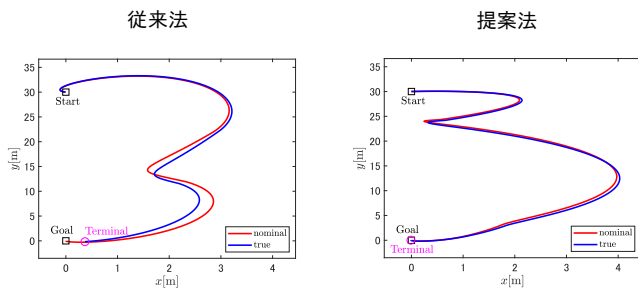 従来法
35
30
25
20
15
10
5
0
y[m]
Start
Goal
Terminal
nominal
true
0
1
2
3
4
x[m]
提案法
35
30
25
20
15
10
5
0
y[m]
Start
Goal
Terminal
nominal
true
0
1
2
3
4
x[m]